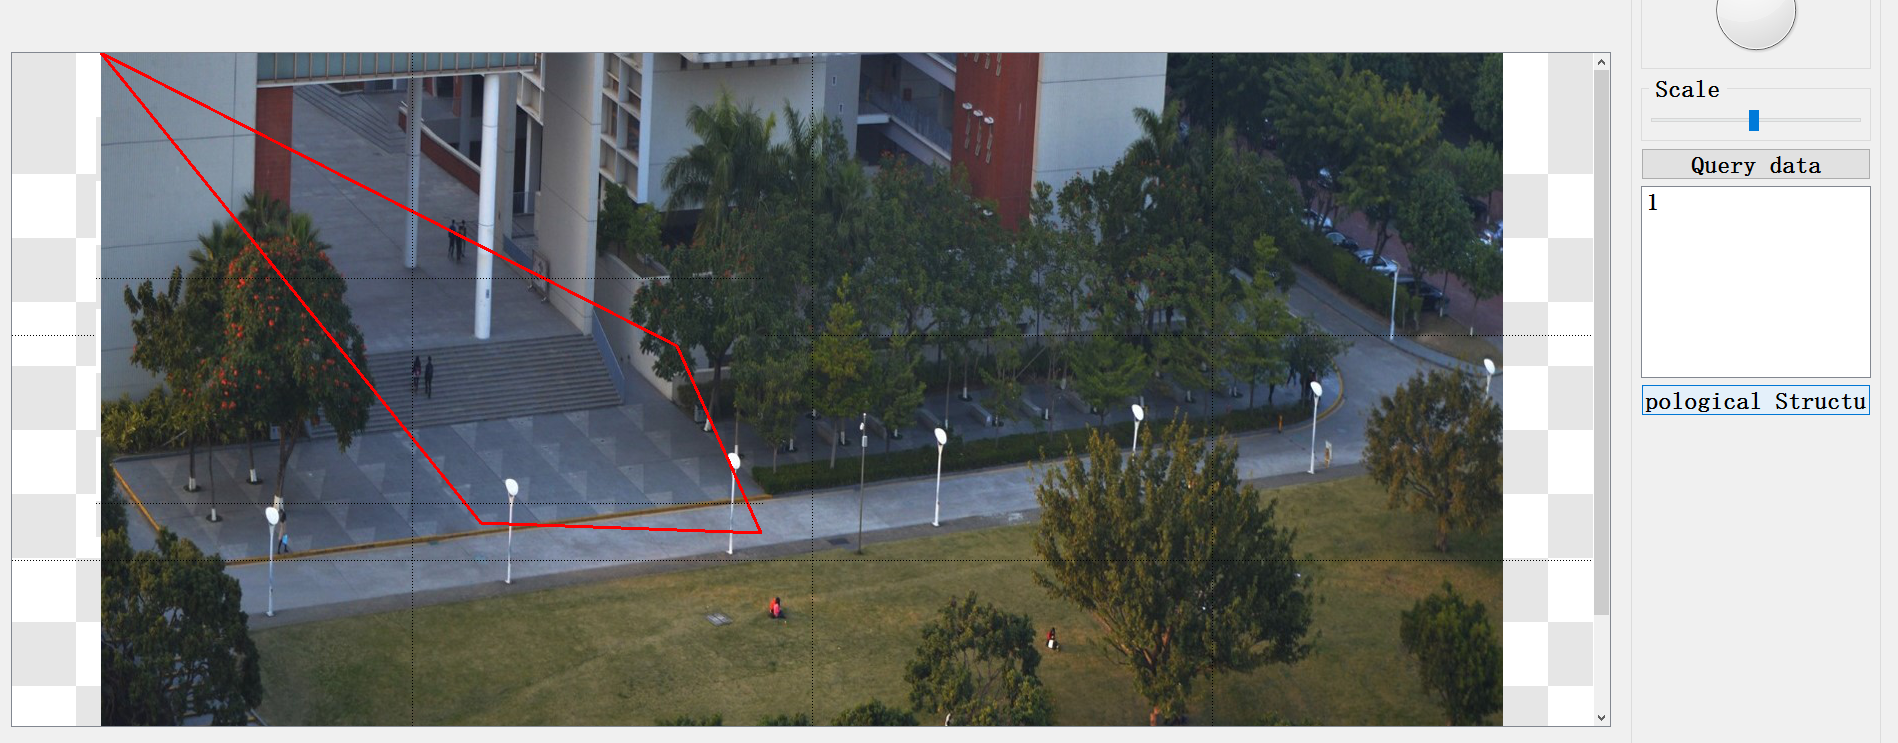 Scale
Query data
1
pological Structu